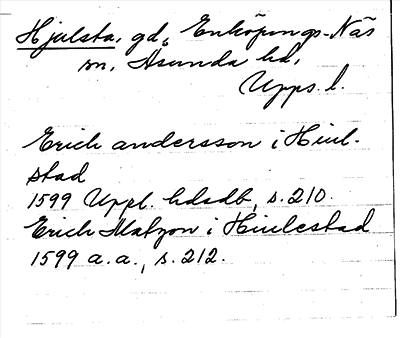 Hjulsta, gd, Enköpings-Näs
sn, Åsunda hd,
Upps. l.
Erich andersson i Hiul-
stad
1599 Uppl. hdsdb, s. 210.
Erich Matzon i Hiulestad
1599 a. a., s. 212.